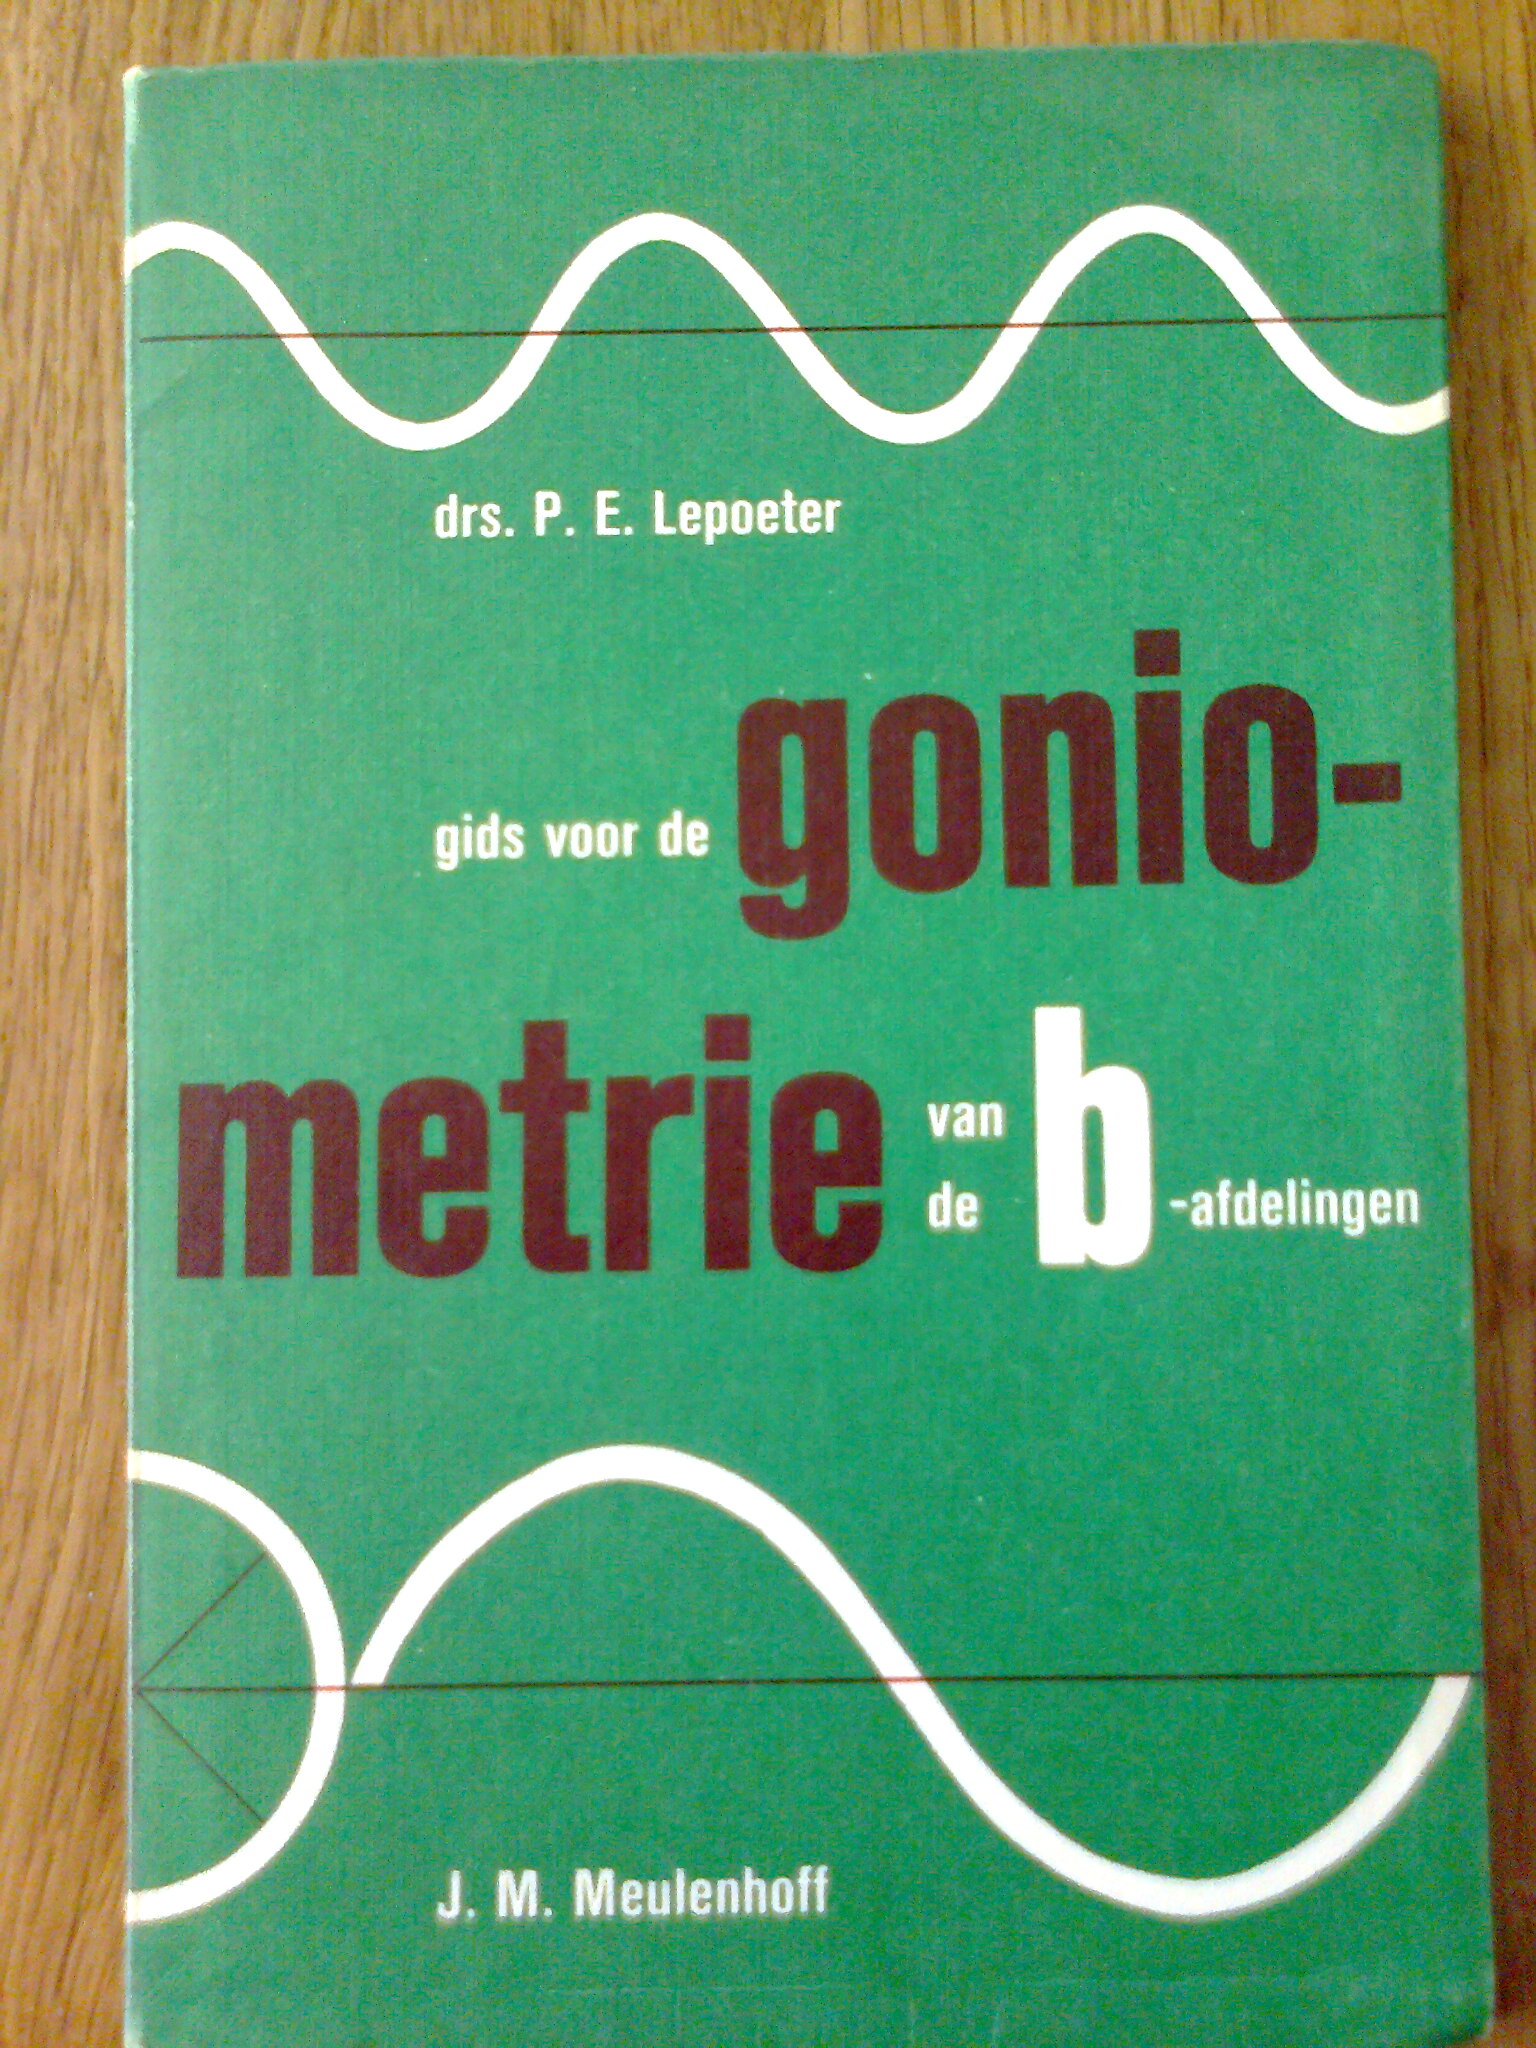 drs. P. E. Lepoeter
gids voor de gonio-
metrie van de b-afdelingen
J. M. Meulenhoff